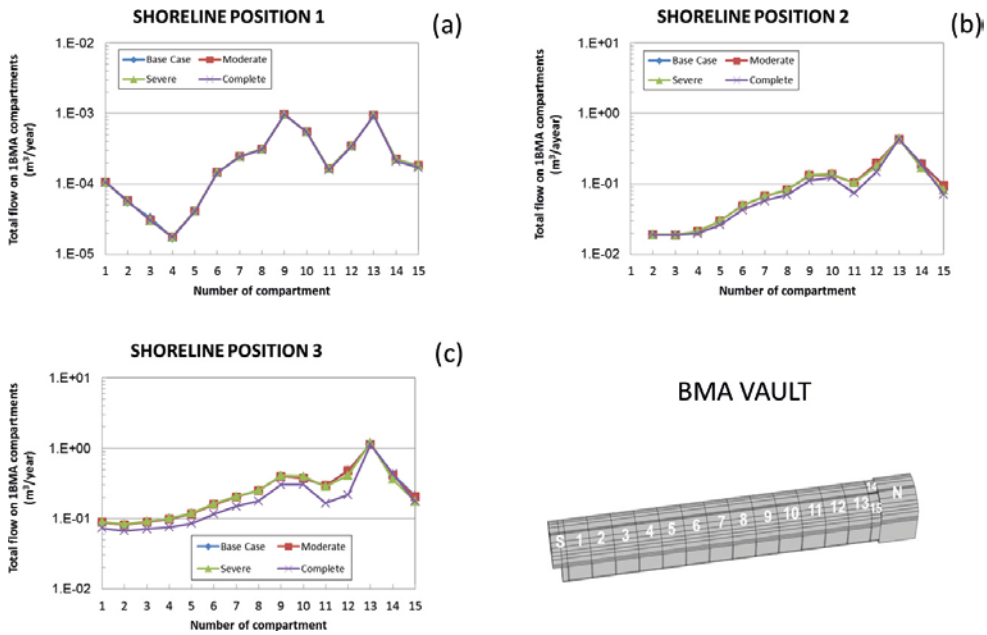 SHORELINE POSITION 1
(a)
Total flow on 1BMA compartments
(m³/year)
1.E-02
1.E-03
1.E-04
1.E-05
Base Case
Moderate
Severe
Complete
1 2 3 4 5 6 7 8 9 10 11 12 13 14 15
Number of compartment
SHORELINE POSITION 2
(b)
Total flow on 1BMA compartments
(m³/ayear)
1.E+01
1.E+00
1.E-01
1.E-02
Base Case
Moderate
Severe
Complete
1 2 3 4 5 6 7 8 9 10 11 12 13 14 15
Number of compartment
SHORELINE POSITION 3
(c)
Total flow on 1BMA compartments
(m³/year)
1.E+01
1.E+00
1.E-01
1.E-02
Base Case
Moderate
Severe
Complete
1 2 3 4 5 6 7 8 9 10 11 12 13 14 15
Number of compartment
BMA VAULT
S 1 2 3 4 5 6 7 8 9 10 11 12 13 14 15 N